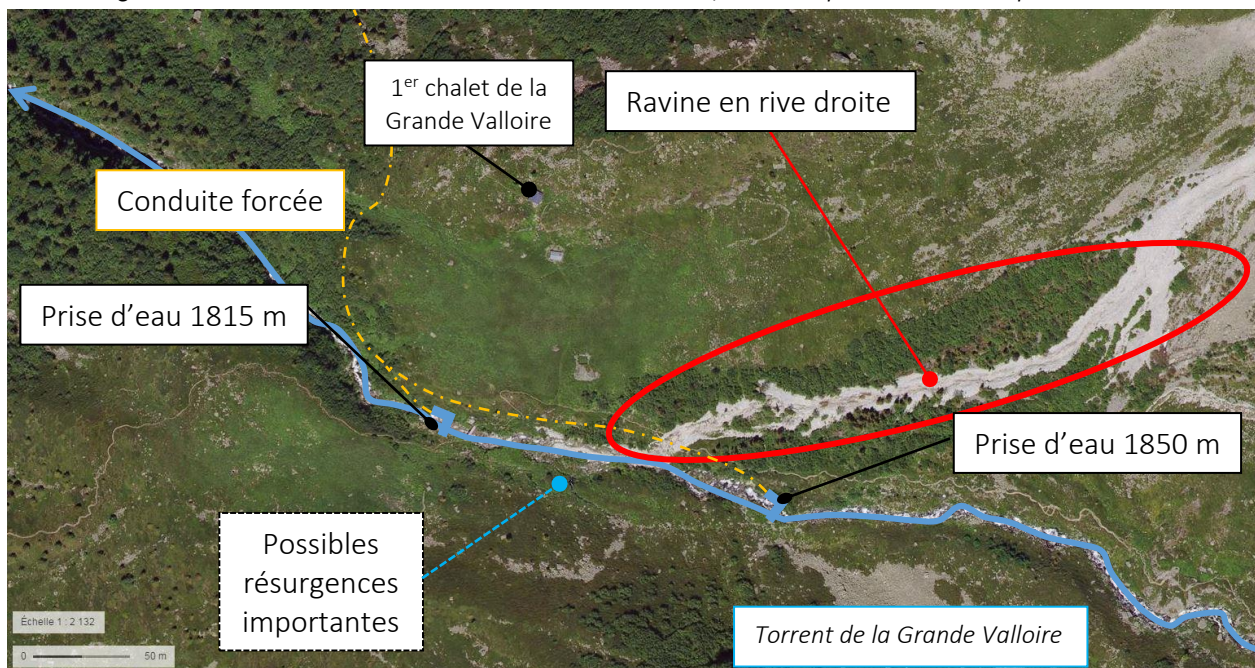 1er chalet de la
Grande Valloire
Ravine en rive droite
Conduite forcée
Prise d'eau 1815 m
Prise d'eau 1850 m
Possibles
résurgences
importantes
Torrent de la Grande Valloire
Échelle 1 : 2 132
0 50 m